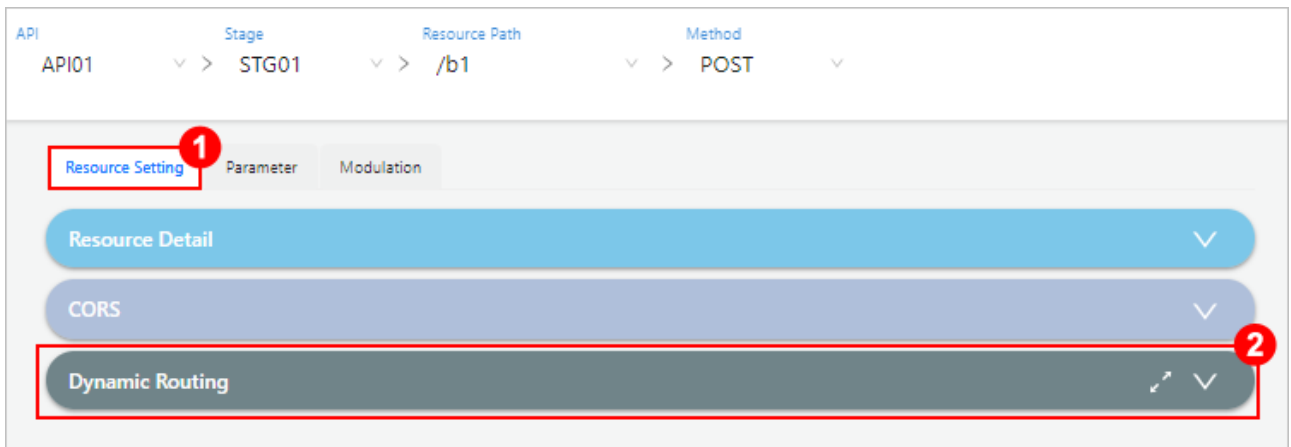 API Stage Resource Path Method
API01 > STG01 > /b1 > POST
1
Resource Setting Parameter Modulation
Resource Detail
CORS
2
Dynamic Routing